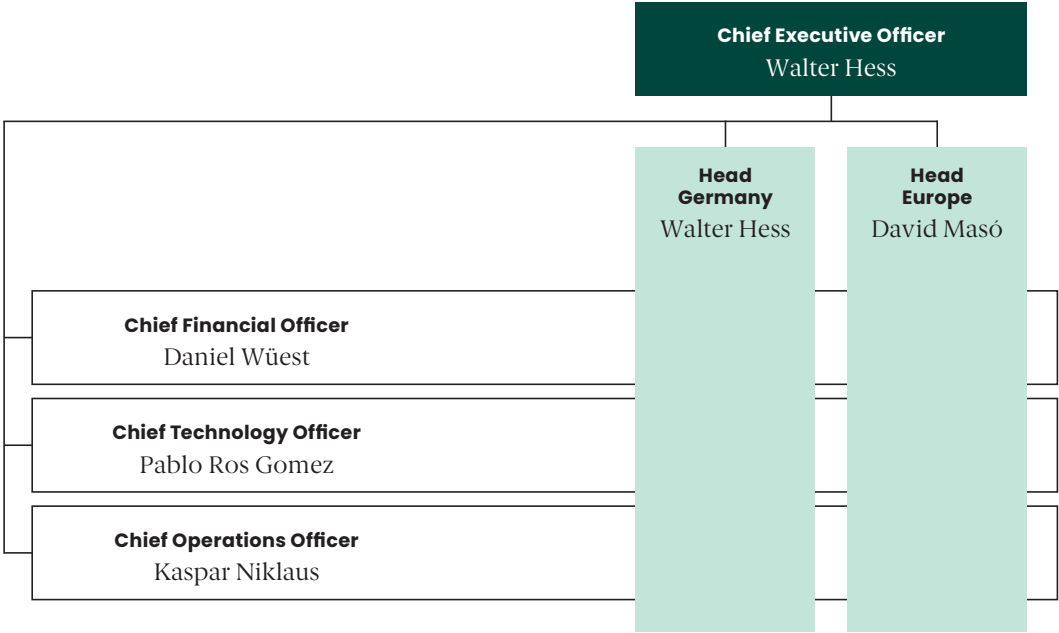 Chief Executive Officer
Walter Hess
Head
Germany
Walter Hess
Head
Europe
David Masó
Chief Financial Officer
Daniel Wüest
Chief Technology Officer
Pablo Ros Gomez
Chief Operations Officer
Kaspar Niklaus